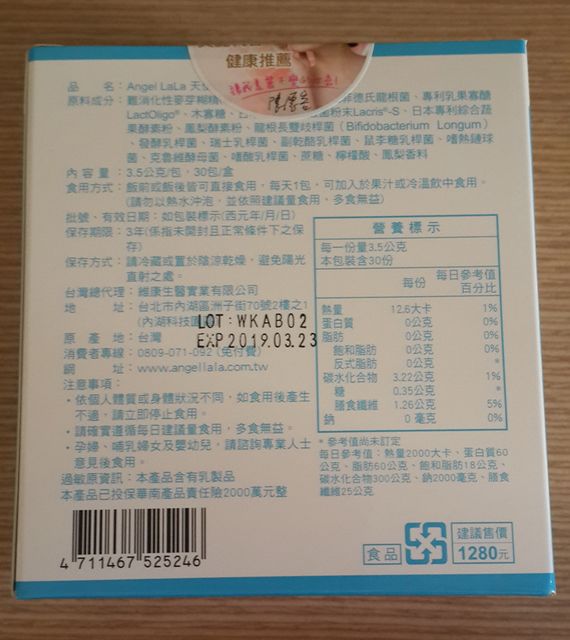 健康推薦
品　　名：Angel LaLa 天使
原料成分：難消化性麥芽糊精 菲德氏龍根菌、專利乳果寡醣
LactOligo®、木寡糖、 菌粉末Lacris®-S、日本專利綜合蔬
果酵素粉、鳳梨酵素粉、龍根長雙歧桿菌（Bifidobacterium Longum）
、發酵乳桿菌、瑞士乳桿菌、副乾酪乳桿菌、鼠李糖乳桿菌、嗜熱鏈球
菌、克魯維酵母菌、嗜酸乳桿菌、蔗糖、檸檬酸、鳳梨香料
內 容 量：3.5公克/包，30包/盒
食用方式：飯前或飯後皆可直接食用，每天1包，可加入於果汁或冷溫飲中食用。
(請勿以熱水沖泡，並依照建議量食用，多食無益)
批號、有效日期：如包裝標示(西元年/月/日)
保存期限：3年(係指未開封且正常條件下之保
存)
保存方式：請冷藏或置於陰涼乾燥，避免陽光
直射之處。
台灣總代理：維康生醫實業有限公司
地　　址：台北市內湖區洲子街70號2樓之1
(內湖科技園
LOT：WKAB02
EXP 2019.03.23
原 產 地：台灣
消費者專線：0809-071-092 (免付費)
網　　址：www.angellala.com.tw
注意事項：
・依個人體質或身體狀況不同，如食用後產生
不適，請立即停止食用。
・請確實遵循每日建議量食用，多食無益。
・孕婦、哺乳婦女及嬰幼兒，請諮詢專業人士
意見後食用。
過敏原資訊：本產品含有乳製品
本產品已投保華南產品責任險2000萬元整
營養標示
每一份量3.5公克
本包裝含30份
每份 每日參考值百分比
熱量 12.6大卡 1%
蛋白質 0公克 0%
脂肪 0公克 0%
飽和脂肪 0公克 0%
反式脂肪 0公克 *
碳水化合物 3.22公克 1%
糖 0.35公克 *
膳食纖維 1.26公克 5%
鈉 0 毫克 0%
* 參考值尚未訂定
每日參考值：熱量2000大卡、蛋白質60
公克、脂肪60公克、飽和脂肪18公克、
碳水化合物300公克、鈉2000毫克、膳食
纖維25公克
4 711467 525246
食品
建議售價
1280元